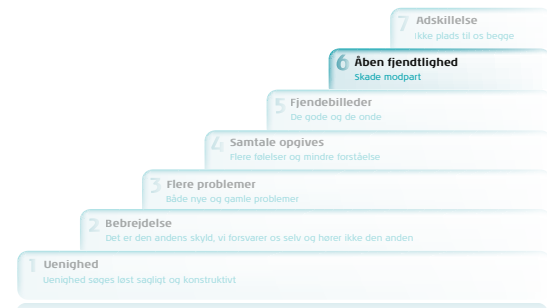 7 Adskillelse
Ikke plads til os begge
6 Åben fjendtlighed
Skade modpart
5 Fjendebilleder
De gode og de onde
4 Samtale opgives
Flere følelser og mindre forståelse
3 Flere problemer
Både nye og gamle problemer
2 Bebrejdelse
Det er den andens skyld, vi forsvarer os selv og hører ikke den anden
1 Uenighed
Uenighed søges løst sagligt og konstruktivt